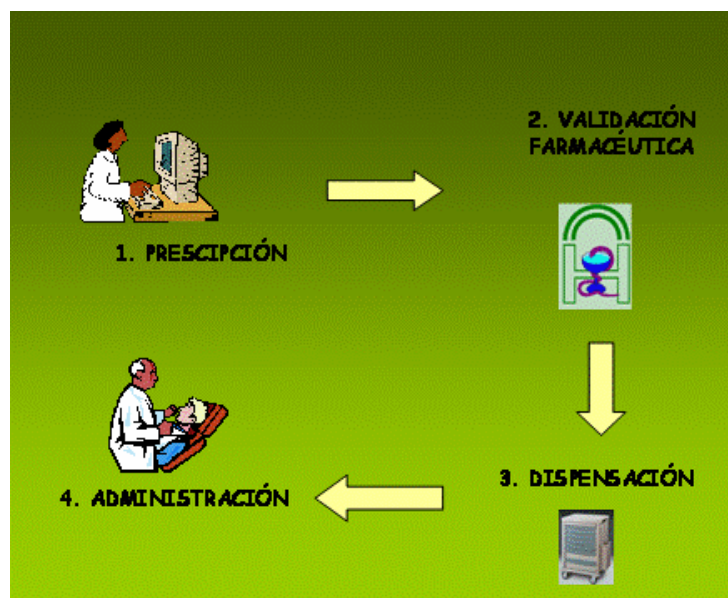 1. PRESCIPCIÓN
2. VALIDACIÓN
FARMACÉUTICA
3. DISPENSACIÓN
4. ADMINISTRACIÓN